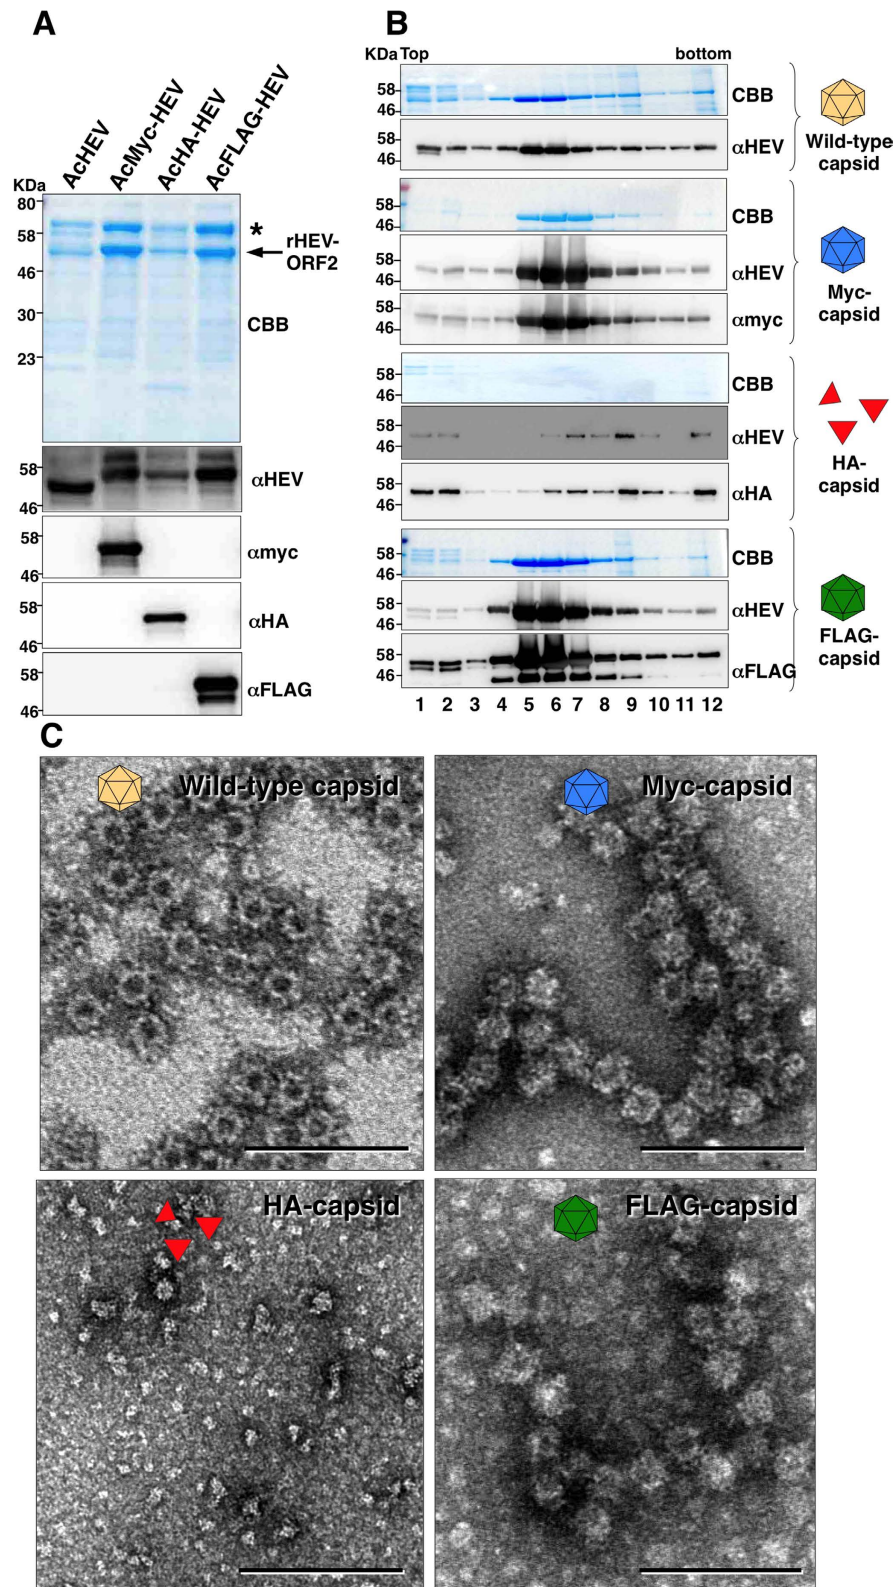 A
AcHEV
AcMyc-HEV
AcHA-HEV
AcFLAG-HEV
KDa
80
58
46
30
23
*
rHEV-
ORF2
CBB
58
46
αHEV
58
46
αmyc
58
46
αHA
58
46
αFLAG
B
KDa Top
bottom
58
46
CBB
58
46
αHEV
Wild-type
capsid
58
46
CBB
58
46
αHEV
58
46
αmyc
Myc-
capsid
58
46
CBB
58
46
αHEV
58
46
αHA
HA-
capsid
58
46
CBB
58
46
αHEV
58
46
αFLAG
FLAG-
capsid
1 2 3 4 5 6 7 8 9 10 11 12
C
Wild-type capsid
Myc-capsid
HA-capsid
FLAG-capsid